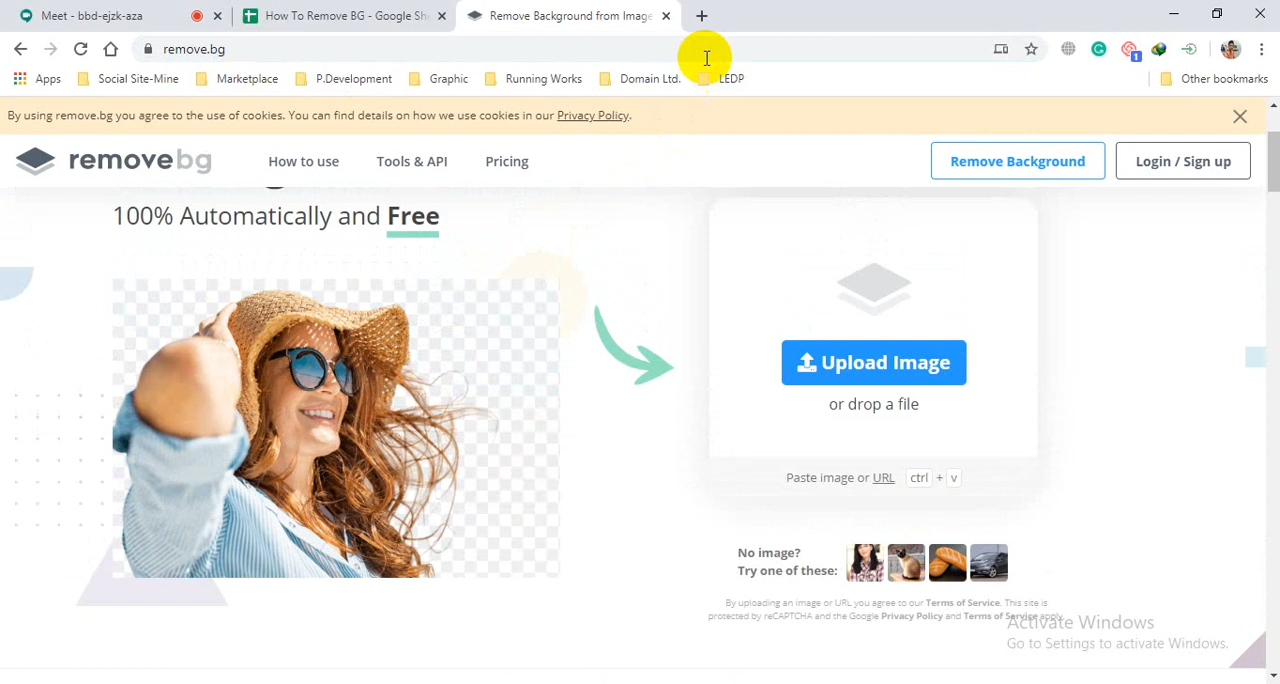 Meet - bbd-ejzk-aza
How To Remove BG - Google She
Remove Background from Image
remove.bg
1
Apps
Social Site-Mine
Marketplace
P.Development
Graphic
Running Works
Domain Ltd.
LEDP
Other bookmarks
By using remove.bg you agree to the use of cookies. You can find details on how we use cookies in our Privacy Policy.
removebg
How to use
Tools & API
Pricing
Remove Background
Login / Sign up
100% Automatically and Free
Upload Image
or drop a file
Paste image or URL ctrl + v
No image?
Try one of these:
By uploading an image or URL you agree to our Terms of Service. This site is
protected by reCAPTCHA and the Google Privacy Policy and Terms of Service apply.
Activate Windows
Go to Settings to activate Windows.